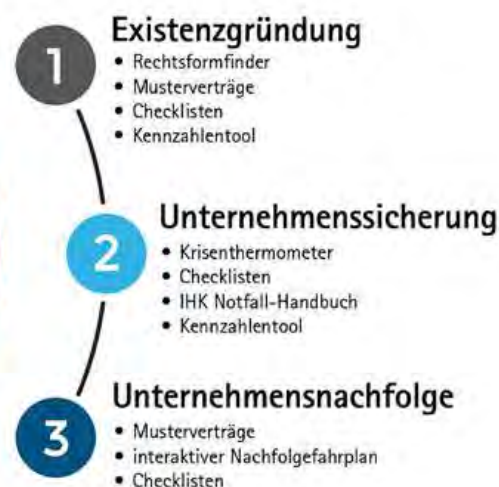 1
Existenzgründung
• Rechtsformfinder
• Musterverträge
• Checklisten
• Kennzahlentool
2
Unternehmenssicherung
• Krisenthermometer
• Checklisten
• IHK Notfall-Handbuch
• Kennzahlentool
3
Unternehmensnachfolge
• Musterverträge
• interaktiver Nachfolgefahrplan
• Checklisten